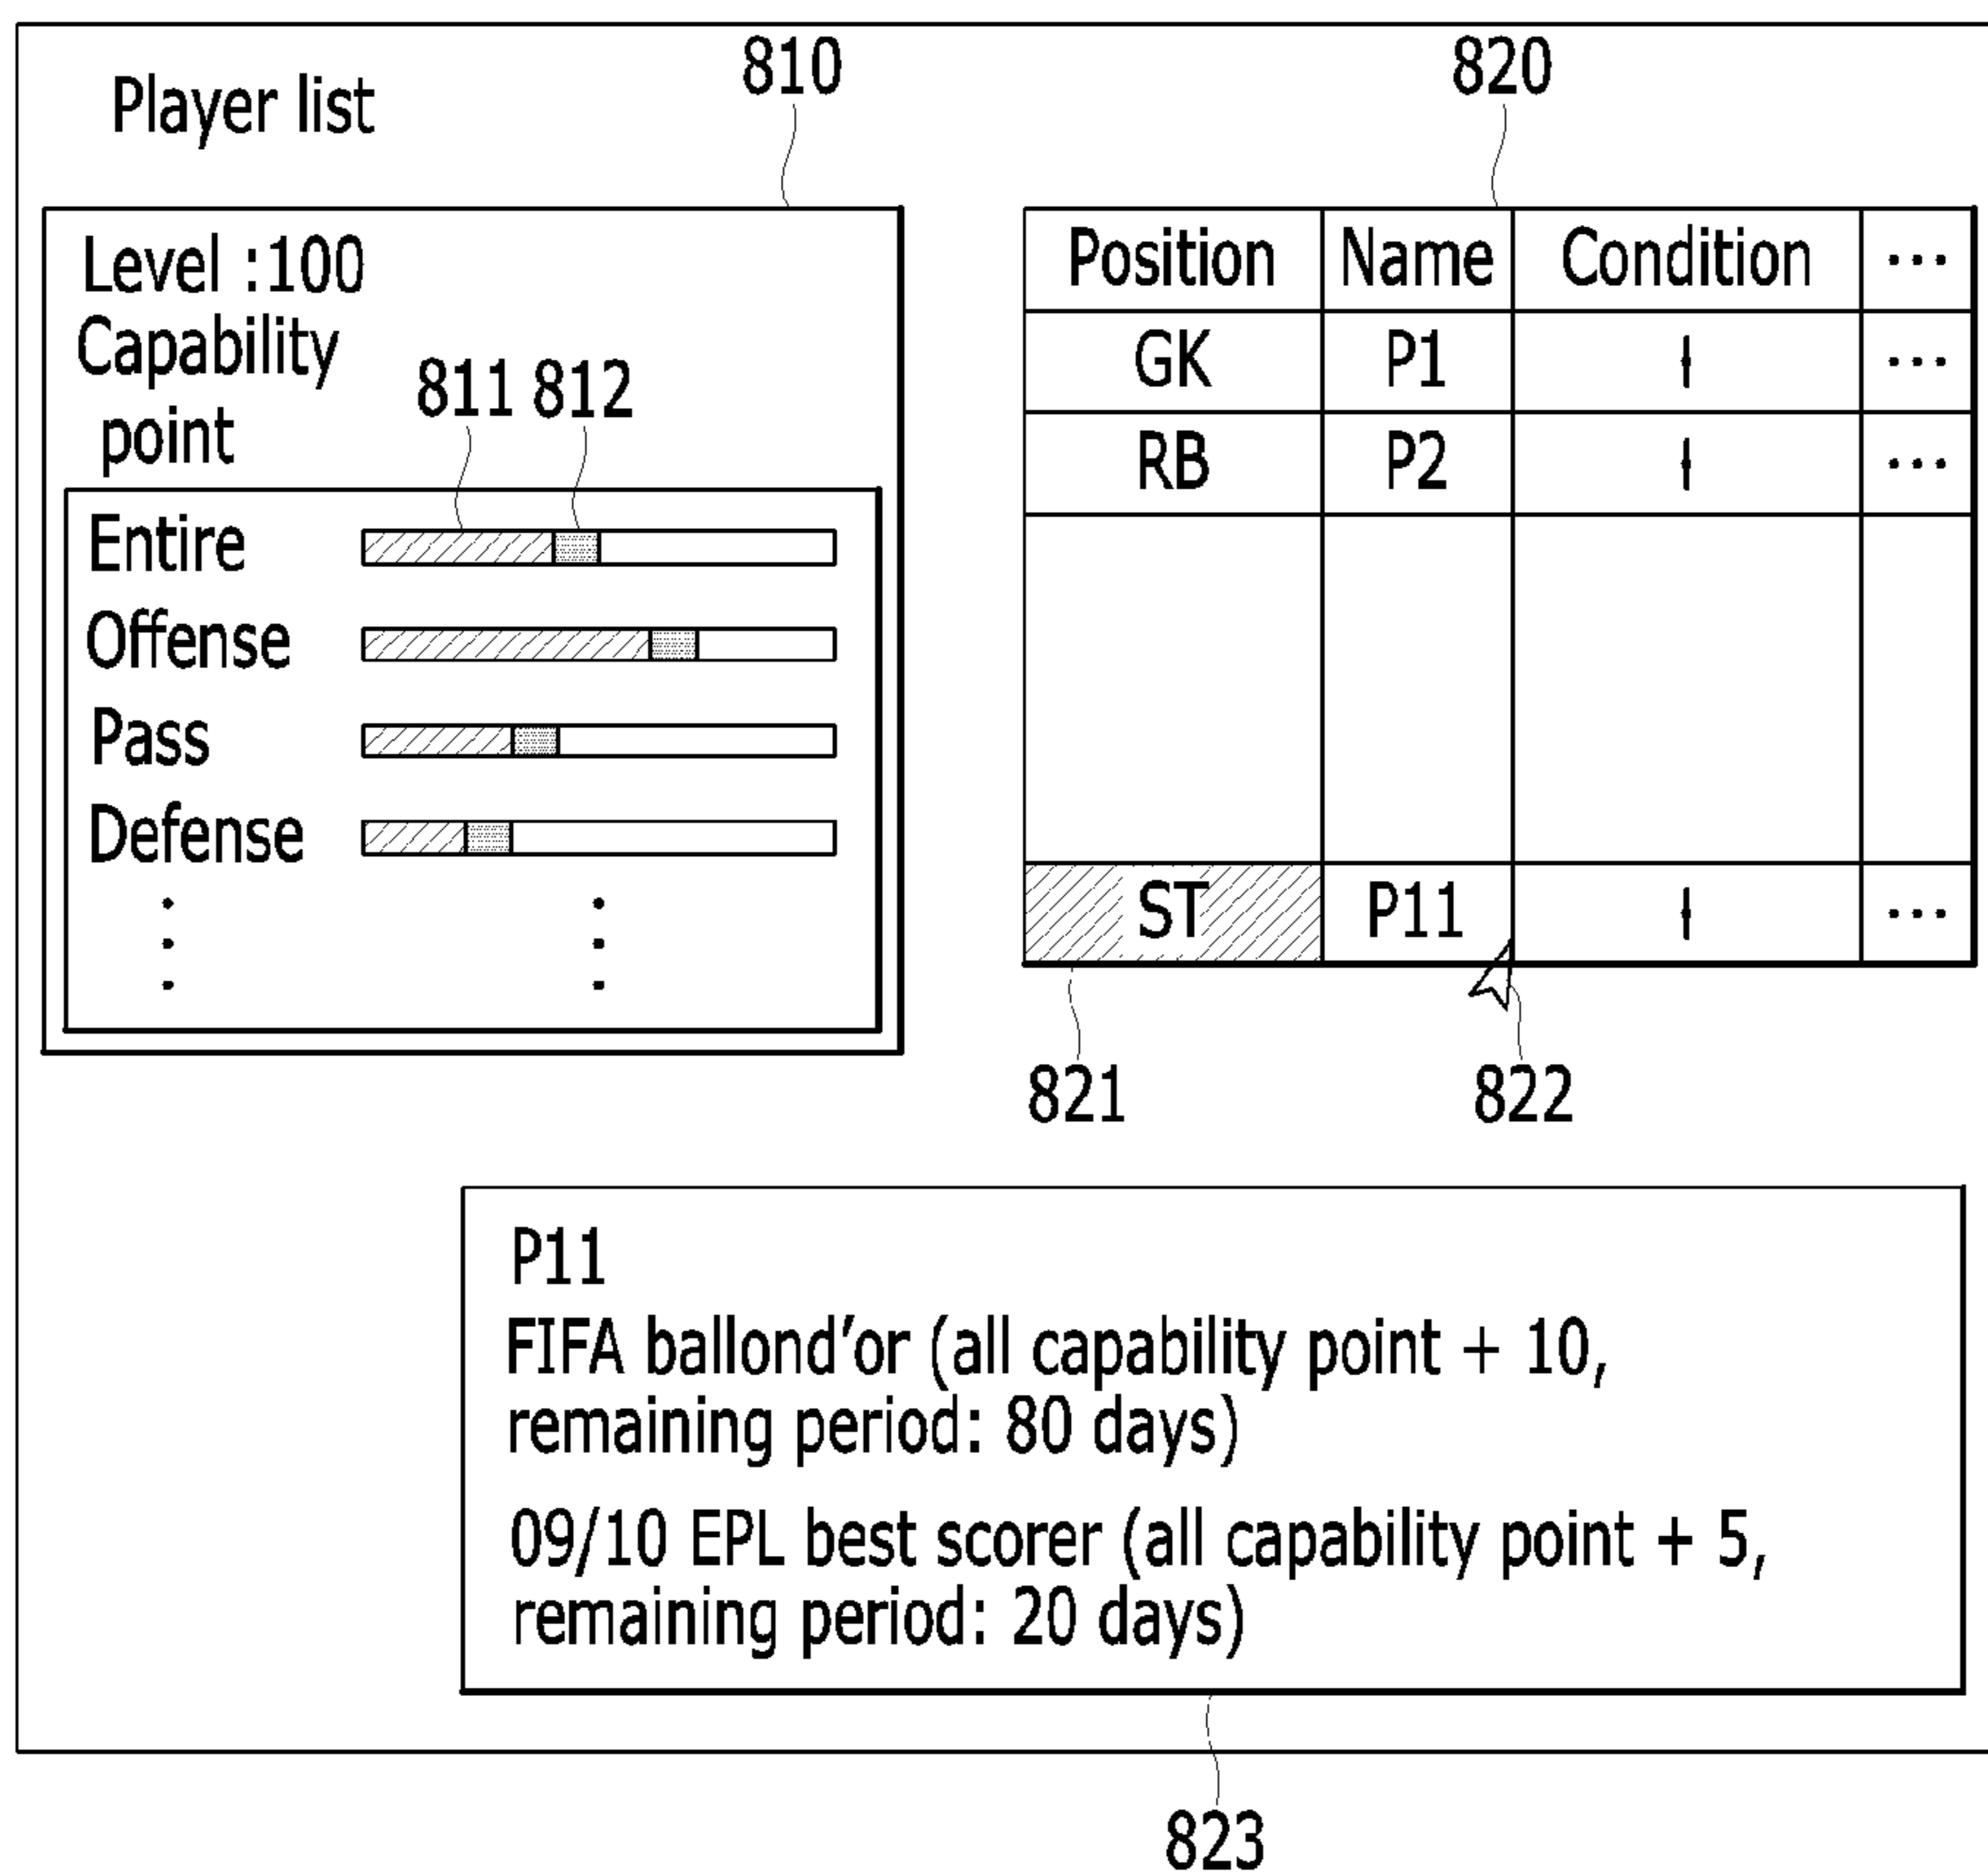 810
820
Player list
Level :100
Capability
point
811 812
Entire
Offense
Pass
Defense
Position Name Condition ...
GK P1 ...
RB P2 ...
ST P11 ...
821
822
P11
FIFA ballond'or (all capability point + 10,
remaining period: 80 days)
09/10 EPL best scorer (all capability point + 5,
remaining period: 20 days)
823